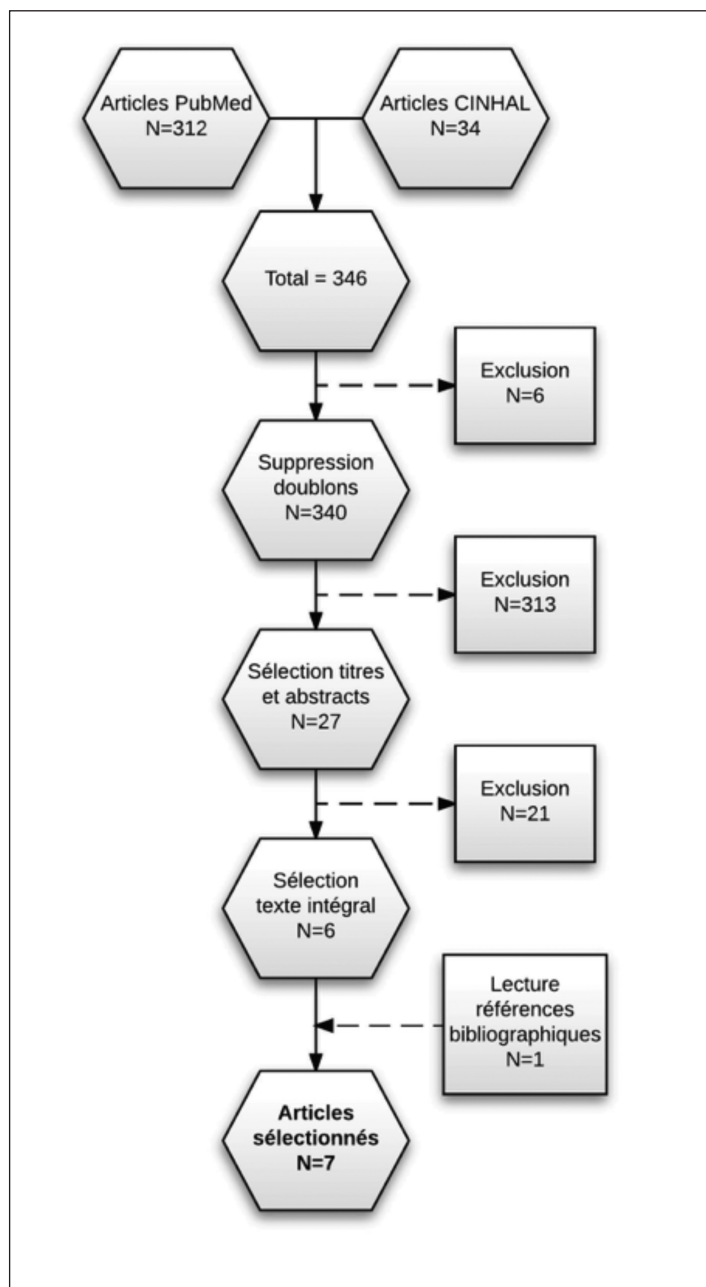 Articles PubMed
N=312
Articles CINHAL
N=34
Total = 346
Exclusion
N=6
Suppression
doublons
N=340
Exclusion
N=313
Sélection titres
et abstracts
N=27
Exclusion
N=21
Sélection
texte intégral
N=6
Lecture
références
bibliographiques
N=1
Articles
sélectionnés
N=7